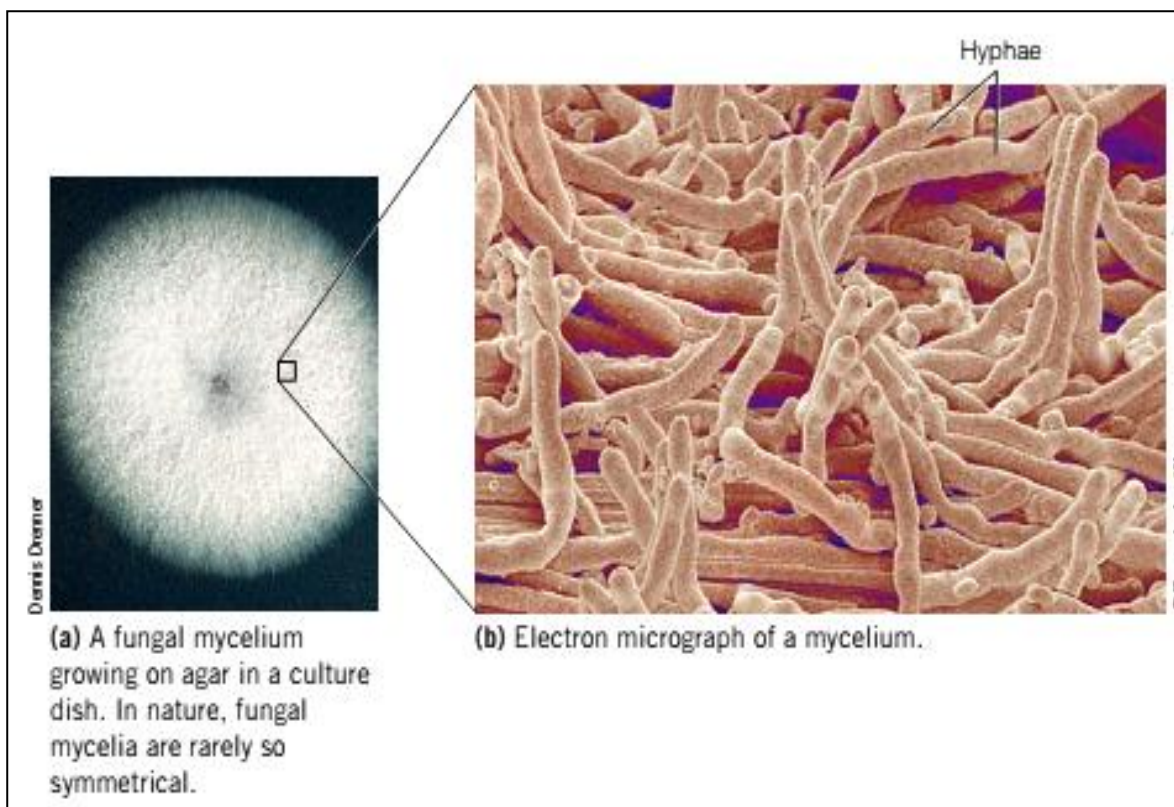 Hyphae
Dennis Drenner
(a) A fungal mycelium
growing on agar in a culture
dish. In nature, fungal
mycelia are rarely so
symmetrical.
(b) Electron micrograph of a mycelium.